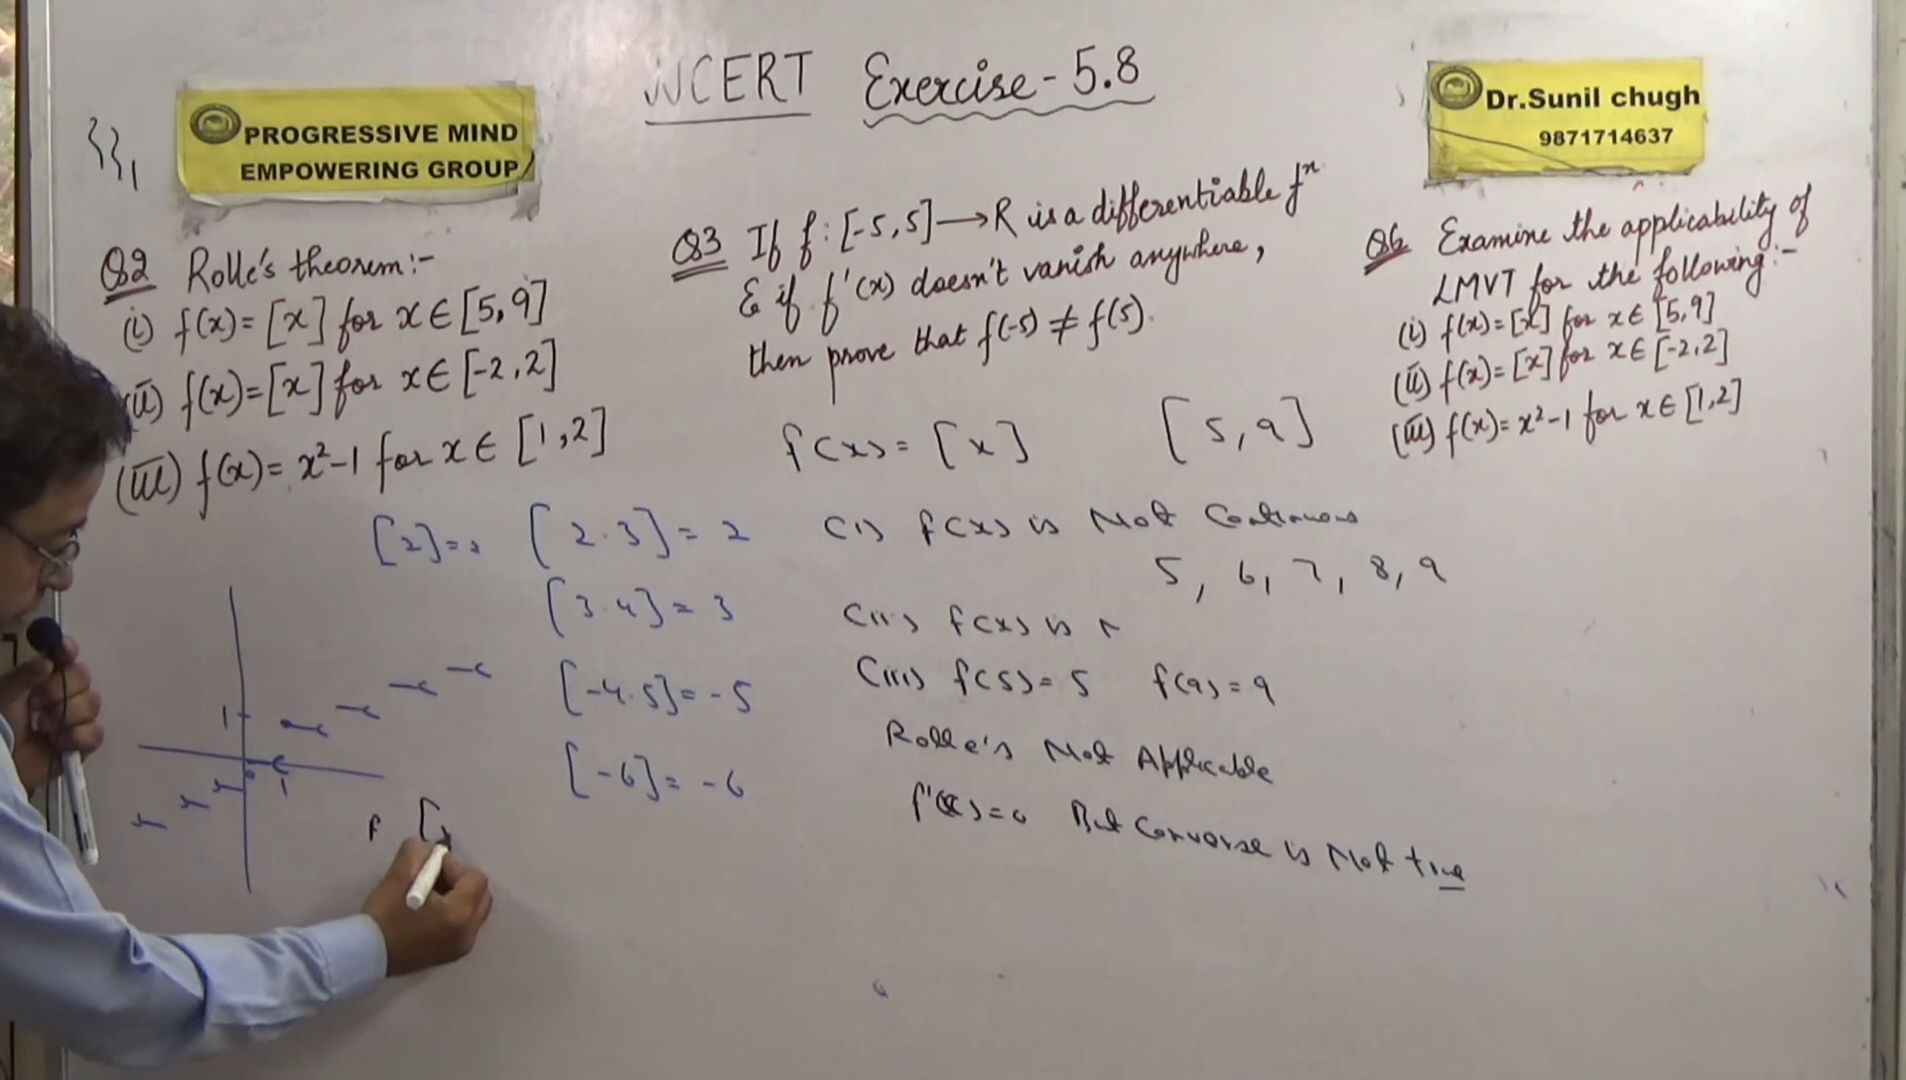 NCERT Exercise - 5.8
PROGRESSIVE MIND
EMPOWERING GROUP
Dr.Sunil chugh
9871714637
Q2 Rolle's theorem:-
(i) f(x)= [x] for x ∈ [5,9]
(ii) f(x)=[x] for x ∈ [-2,2]
(iii) f(x)= x²-1 for x ∈ [1,2]
Q3 If f: [-5,5]→R is a differentiable fⁿ
& if f'(x) doesn't vanish anywhere,
then prove that f(-5) ≠ f(5).
Q6 Examine the applicability of
LMVT for the following:-
(i) f(x)=[x] for x ∈ [5,9]
(ii) f(x)=[x] for x ∈ [-2,2]
(iii) f(x)= x²-1 for x ∈ [1,2]
f(x)= [x] [5,9]
[2]=2 [2.3]=2
[3.4]=3
[-4.5]=-5
[-6]=-6
(i) f(x) is Not Continuous
5, 6, 7, 8, 9
(ii) f(x) is
(iii) f(5)=5 f(9)=9
Rolle's Not Applicable
f'(c)=0 But Converse is Not true
1
1
f [